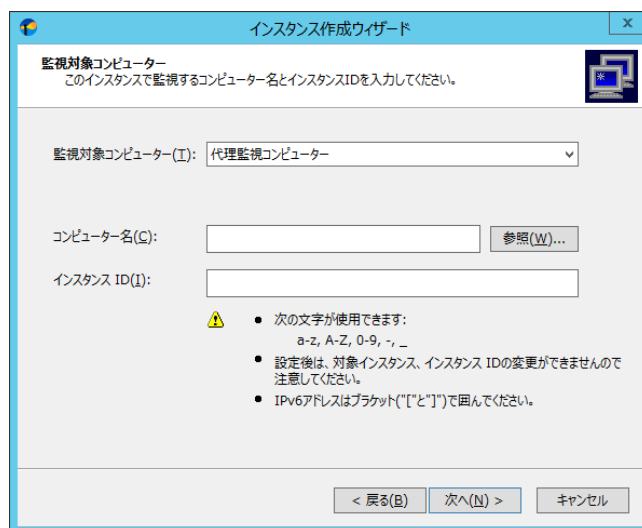 インスタンス作成ウィザード
x
監視対象コンピューター
このインスタンスで監視するコンピューター名とインスタンスIDを入力してください。
監視対象コンピューター(T): 代理監視コンピューター
コンピューター名(C): 参照(W)...
インスタンス ID(I):
● 次の文字が使用できます:
a-z, A-Z, 0-9, -, _
● 設定後は、対象インスタンス、インスタンス IDの変更ができませんので
注意してください。
● IPv6アドレスはブラケット("["と"]")で囲んでください。
< 戻る(B) 次へ(N) > キャンセル